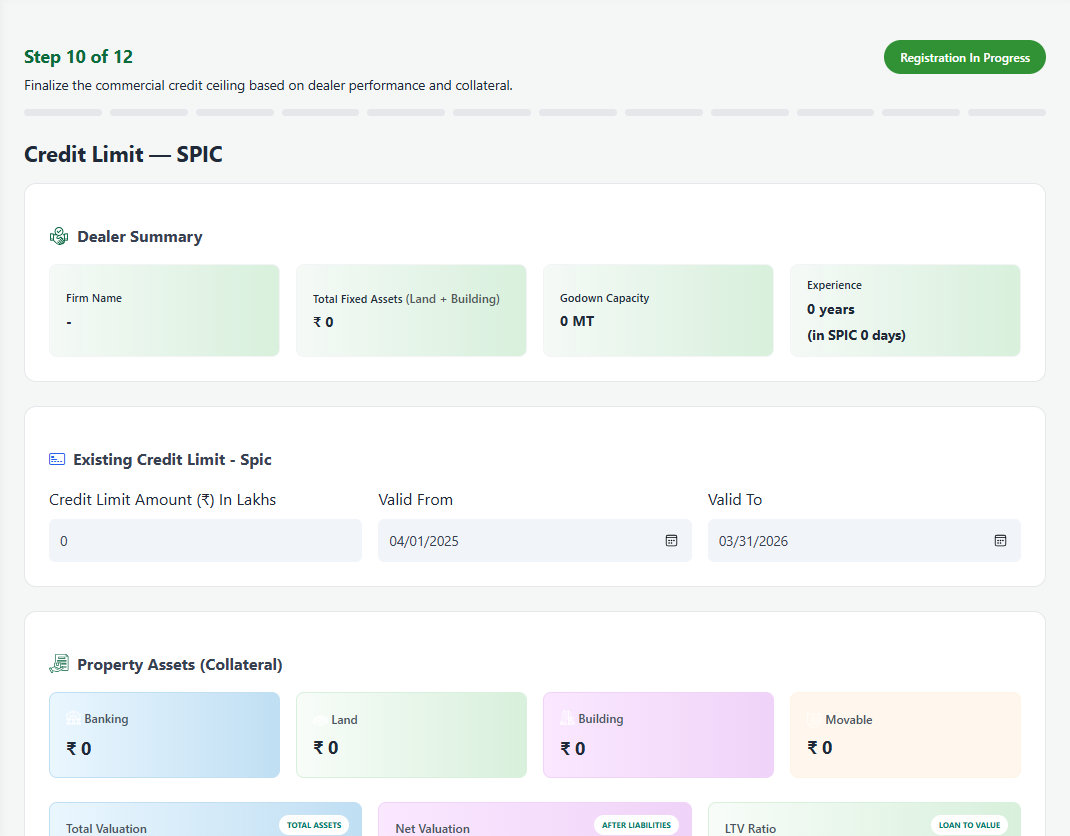 Step 10 of 12
Registration In Progress
Finalize the commercial credit ceiling based on dealer performance and collateral.
Credit Limit — SPIC
Dealer Summary
Firm Name
-
Total Fixed Assets (Land + Building)
₹ 0
Godown Capacity
0 MT
Experience
0 years
(in SPIC 0 days)
Existing Credit Limit - Spic
Credit Limit Amount (₹) In Lakhs
0
Valid From
04/01/2025
Valid To
03/31/2026
Property Assets (Collateral)
Banking
₹ 0
Land
₹ 0
Building
₹ 0
Movable
₹ 0
Total Valuation
TOTAL ASSETS
Net Valuation
AFTER LIABILITIES
LTV Ratio
LOAN TO VALUE